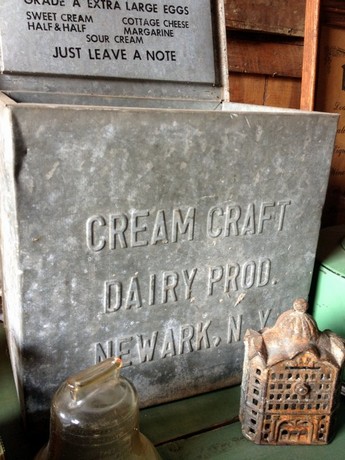 GRADE A EXTRA LARGE EGGS
SWEET CREAM COTTAGE CHEESE
HALF & HALF MARGARINE
SOUR CREAM
JUST LEAVE A NOTE
CREAM CRAFT
DAIRY PROD.
NEWARK, N.Y.